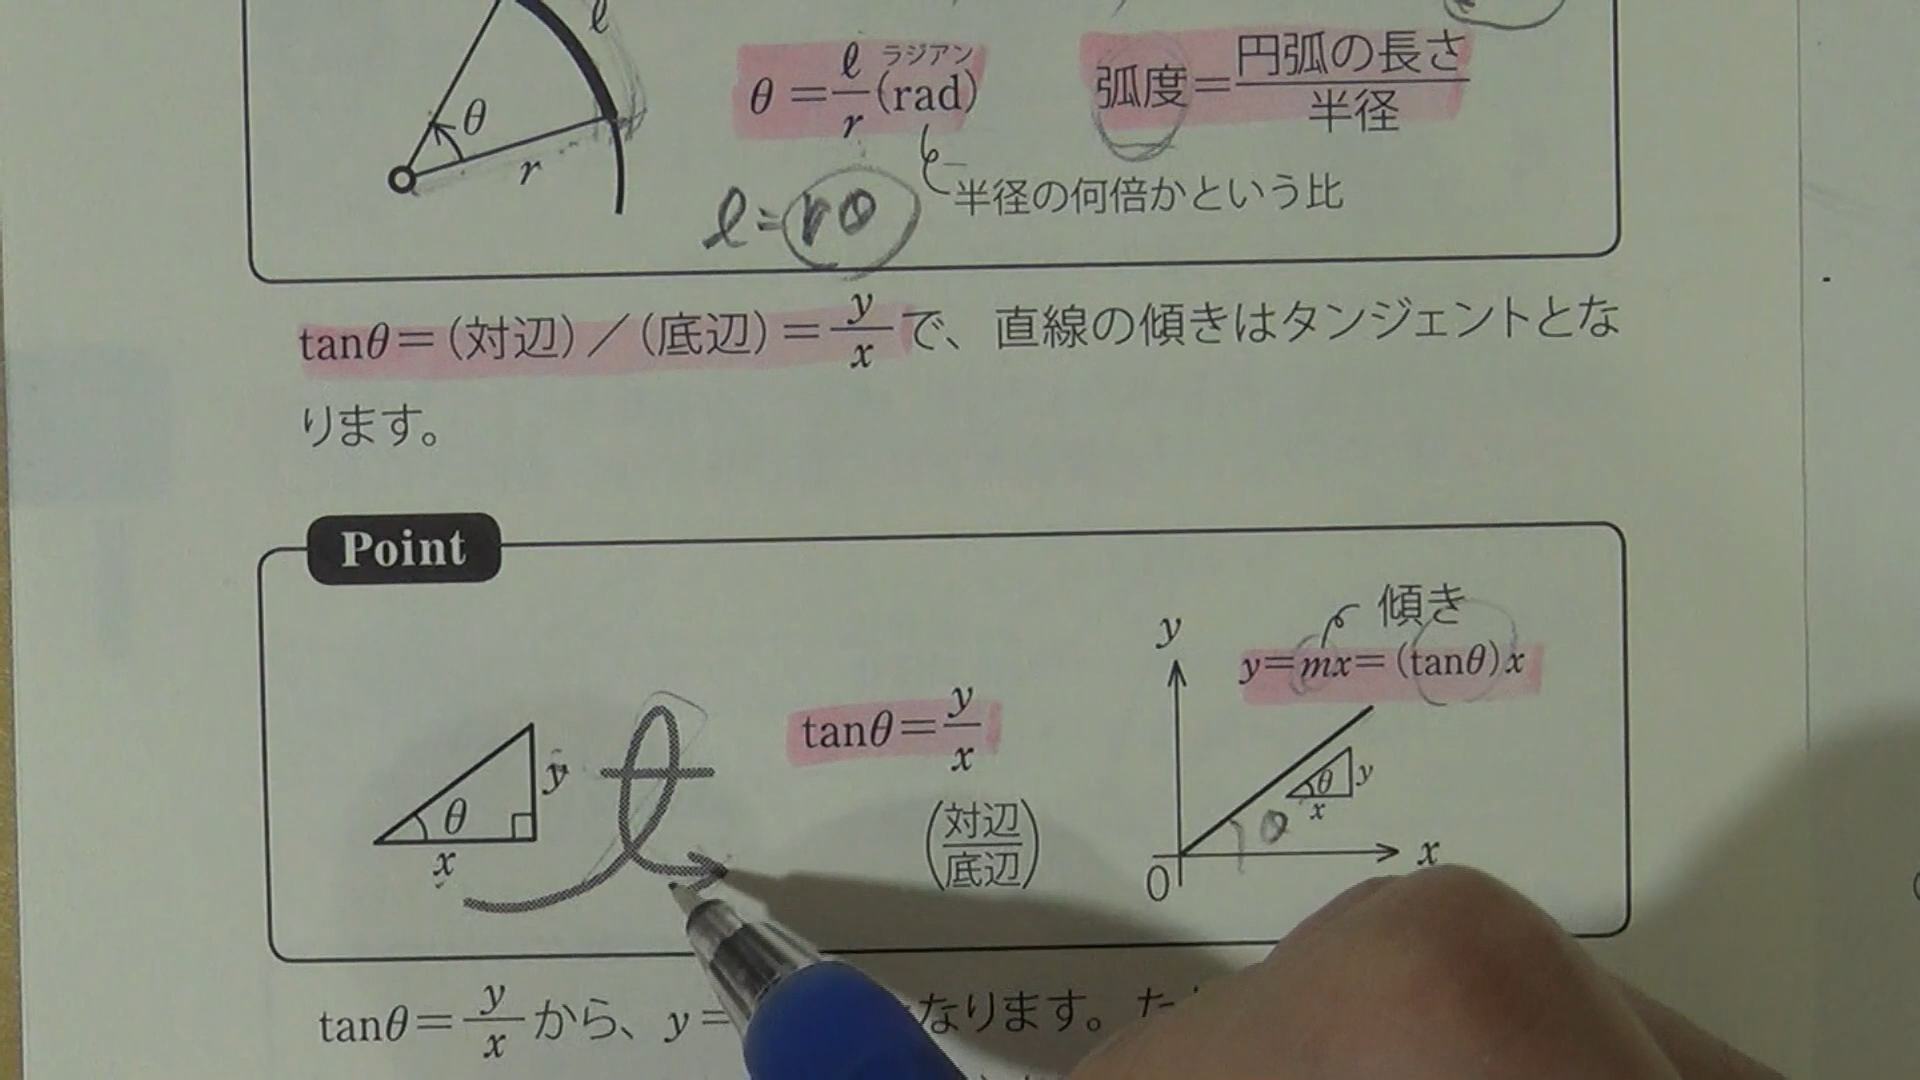 ℓ
θ
r
θ=ℓ/r(rad)
ラジアン
弧度=円弧の長さ/半径
半径の何倍かという比
ℓ=rθ
tanθ=(対辺)/(底辺)=y/xで、直線の傾きはタンジェントとな
ります。
Point
θ
x
y
t
tanθ=y/x
(対辺/底辺)
傾き
y=mx=(tanθ)x
y
θ
x
y
θ
0
x
tanθ=y/xから、y=
なります。た